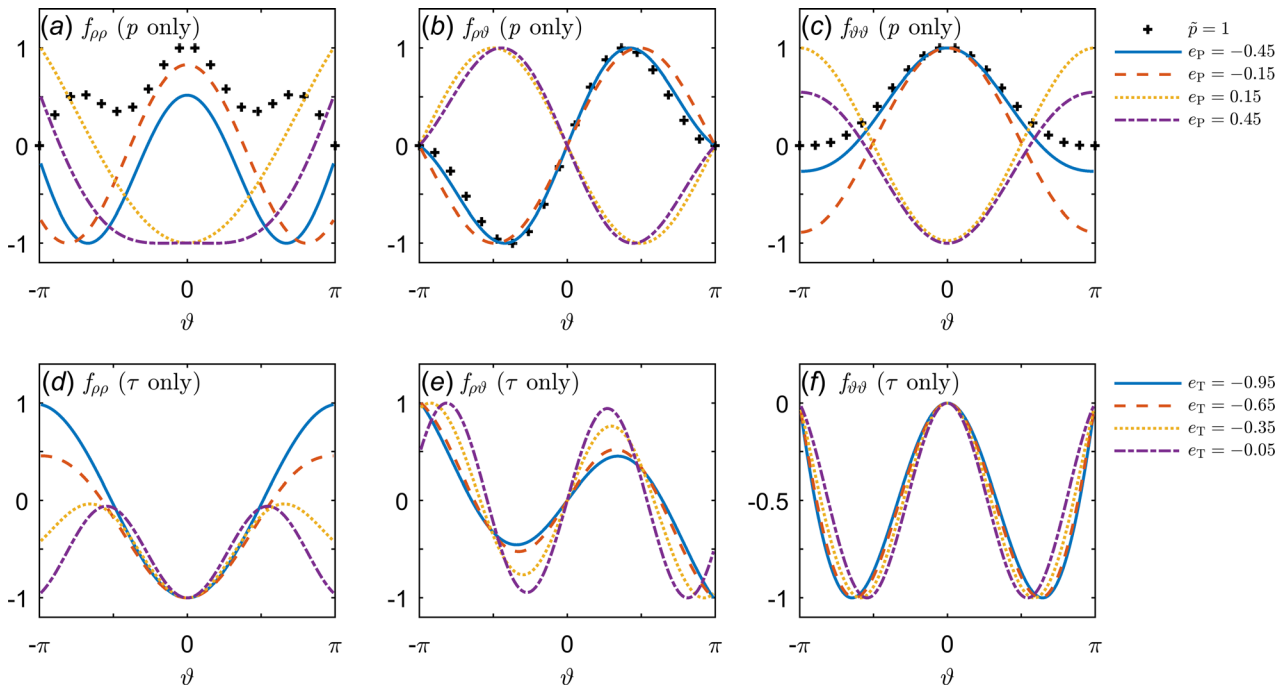 (a) fρρ (p only)
1
0
-1
-π 0 π
ϑ
(b) fρϑ (p only)
1
0
-1
-π 0 π
ϑ
(c) fϑϑ (p only)
1
0
-1
-π 0 π
ϑ
p̃ = 1
eP = −0.45
eP = −0.15
eP = 0.15
eP = 0.45
(d) fρρ (τ only)
1
0
-1
-π 0 π
ϑ
(e) fρϑ (τ only)
1
0
-1
-π 0 π
ϑ
(f) fϑϑ (τ only)
0
-0.5
-1
-π 0 π
ϑ
eT = −0.95
eT = −0.65
eT = −0.35
eT = −0.05